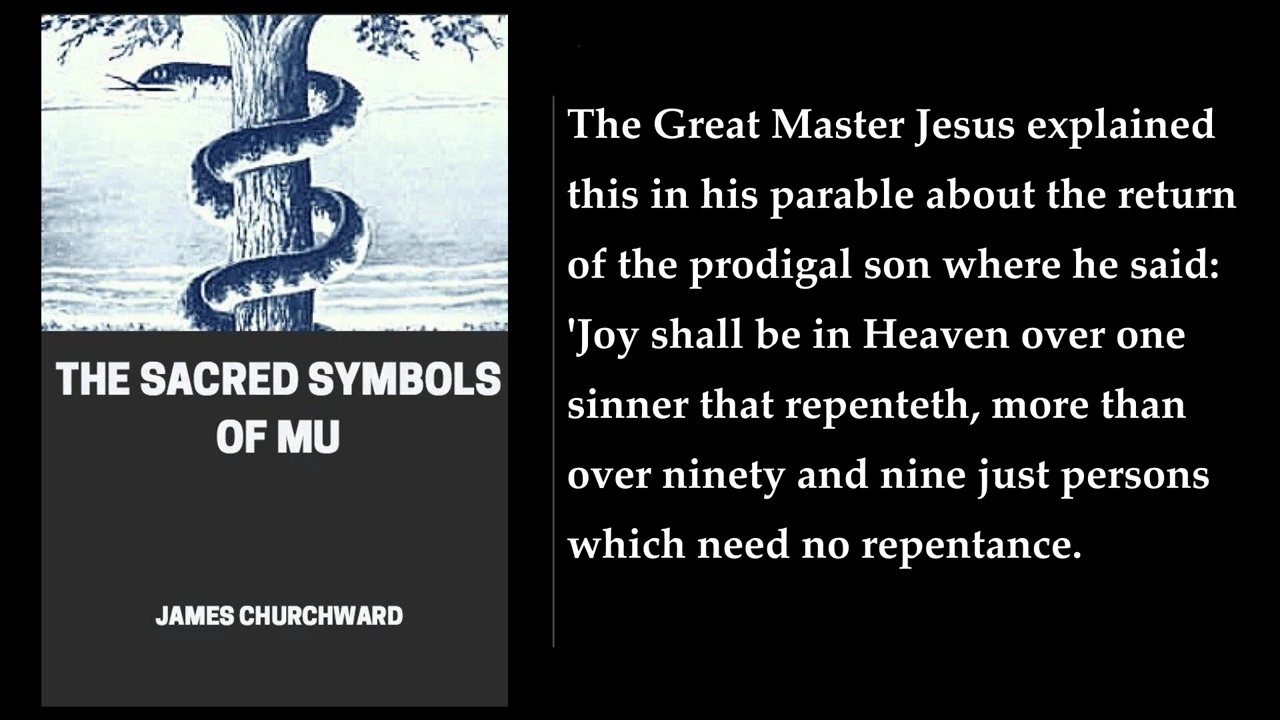 THE SACRED SYMBOLS
OF MU
JAMES CHURCHWARD
The Great Master Jesus explained
this in his parable about the return
of the prodigal son where he said:
'Joy shall be in Heaven over one
sinner that repenteth, more than
over ninety and nine just persons
which need no repentance.